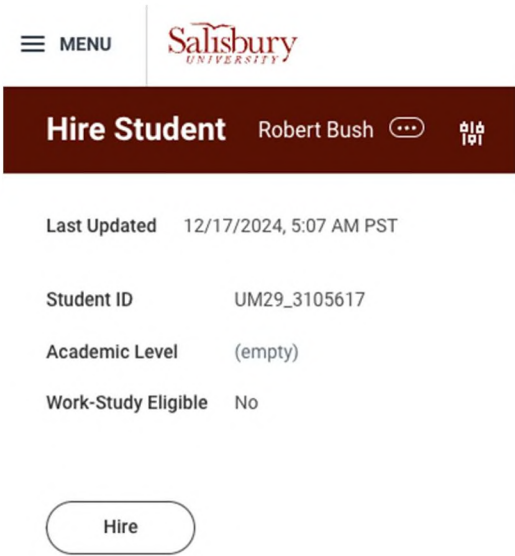 MENU
Salisbury
UNIVERSITY
Hire Student Robert Bush
Last Updated 12/17/2024, 5:07 AM PST
Student ID UM29_3105617
Academic Level (empty)
Work-Study Eligible No
Hire